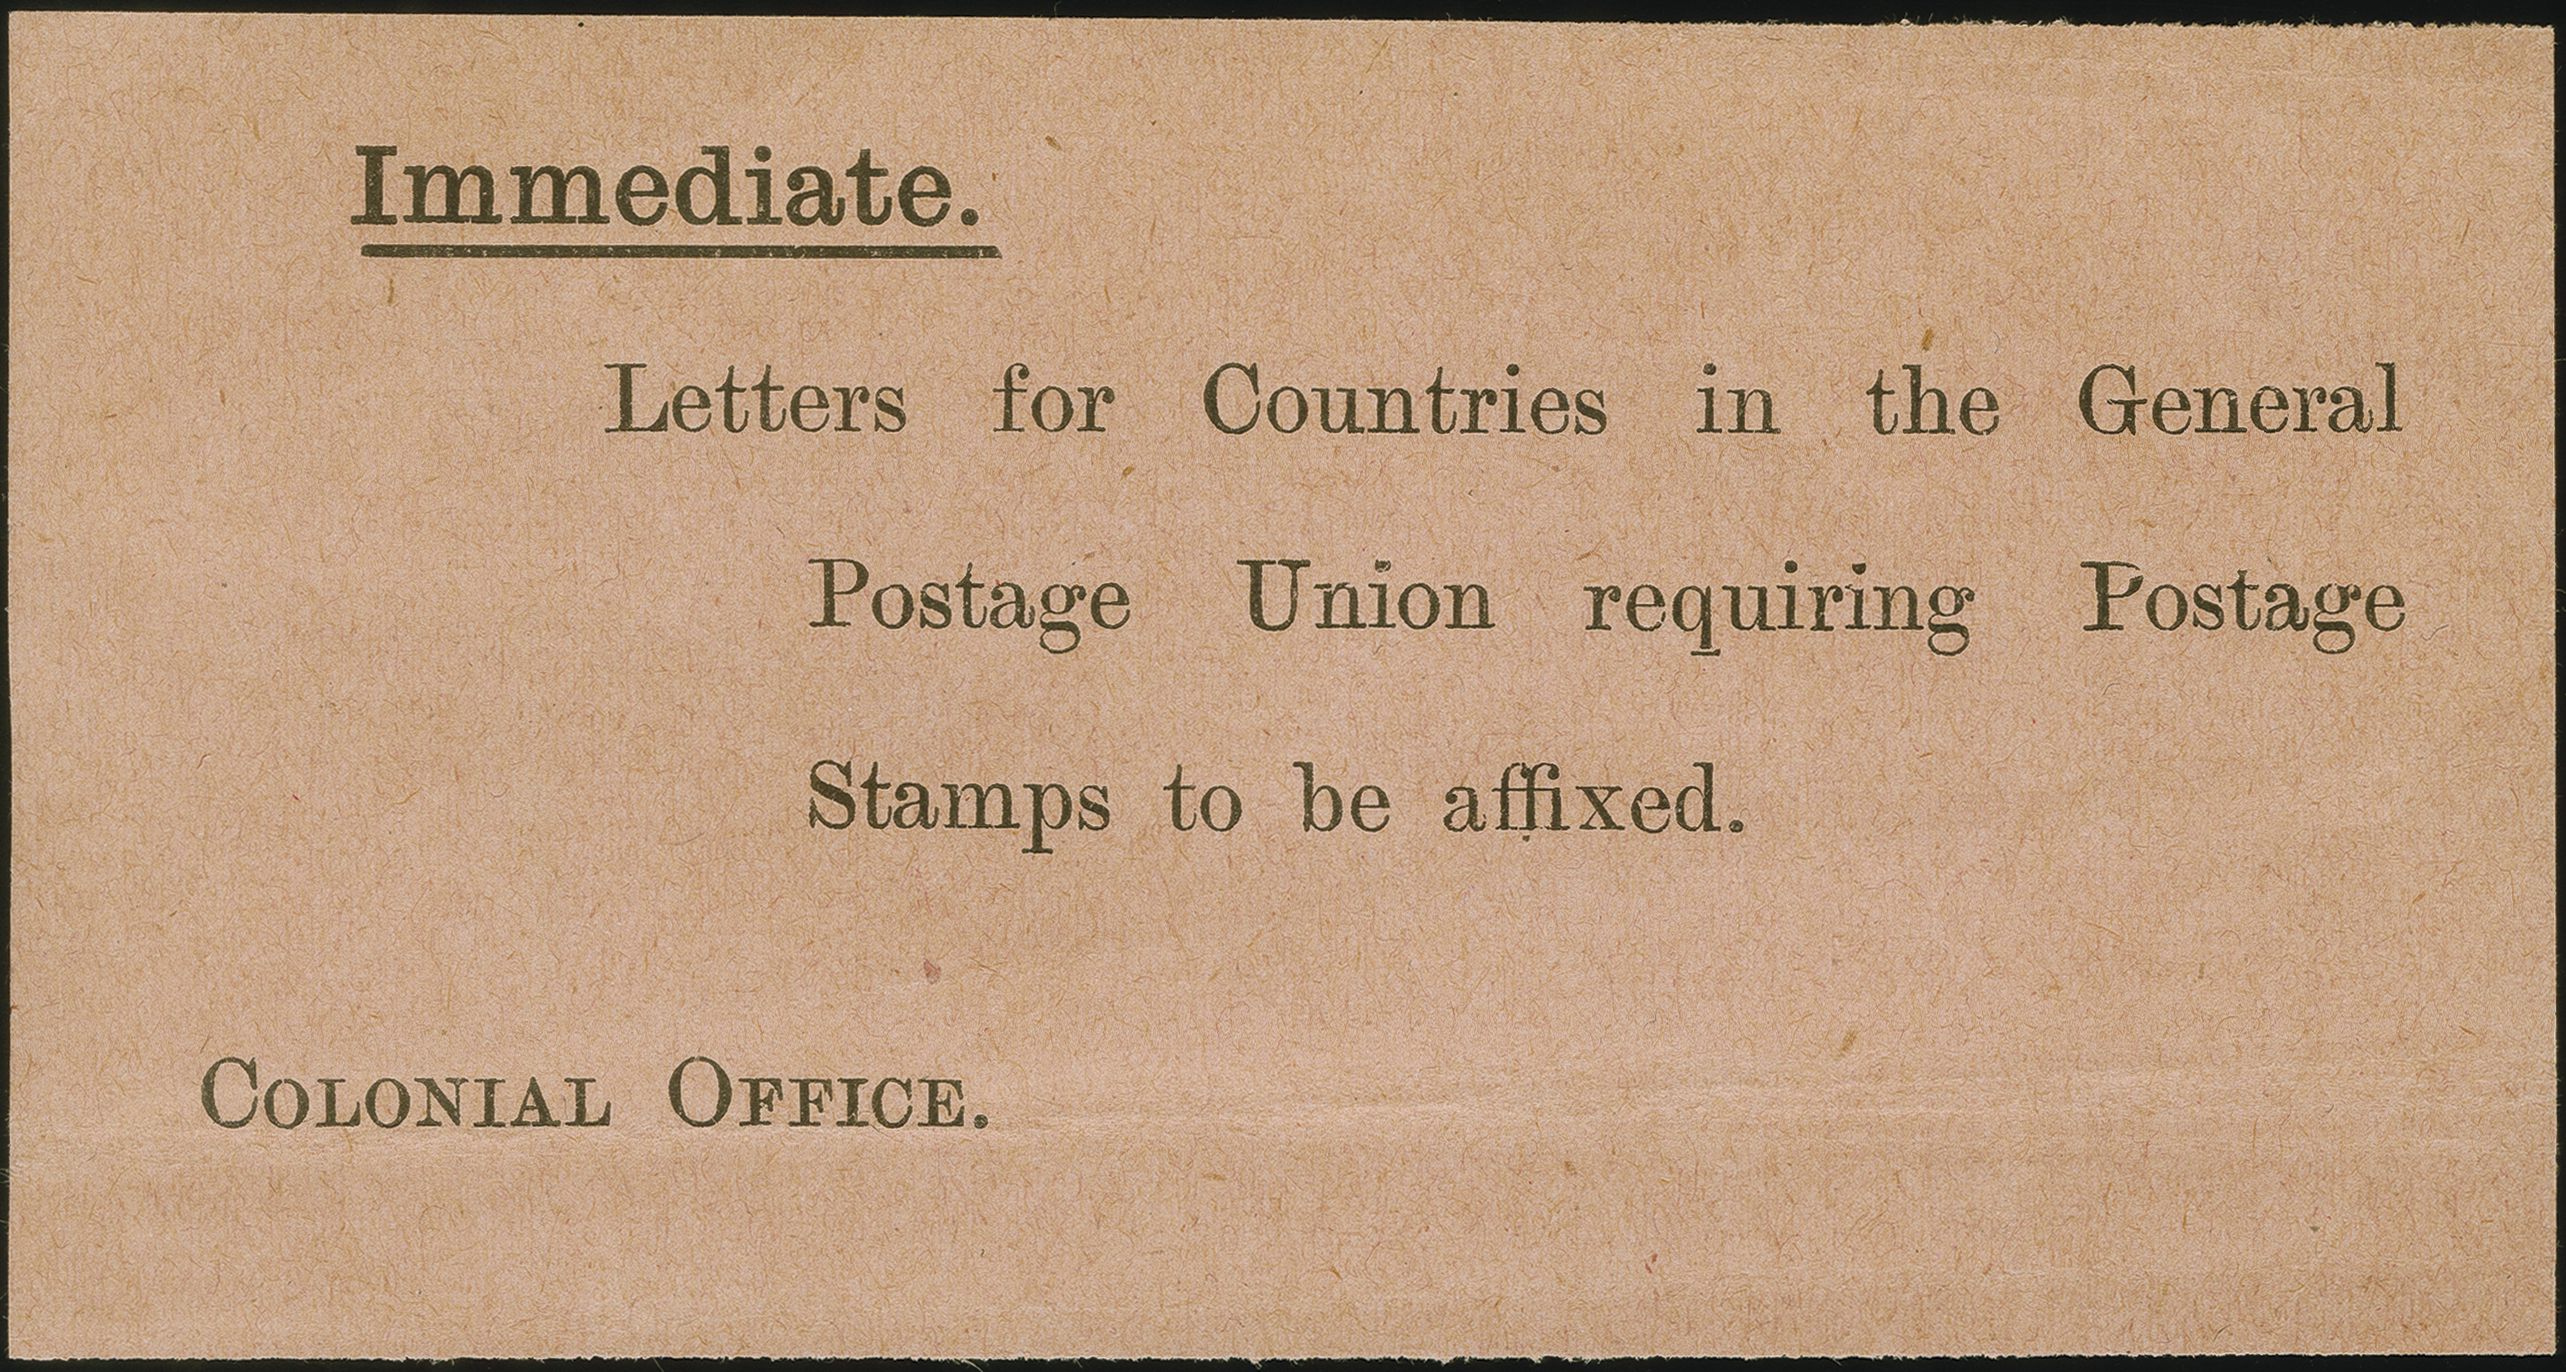 Immediate.
Letters for Countries in the General
Postage Union requiring Postage
Stamps to be affixed.
COLONIAL OFFICE.